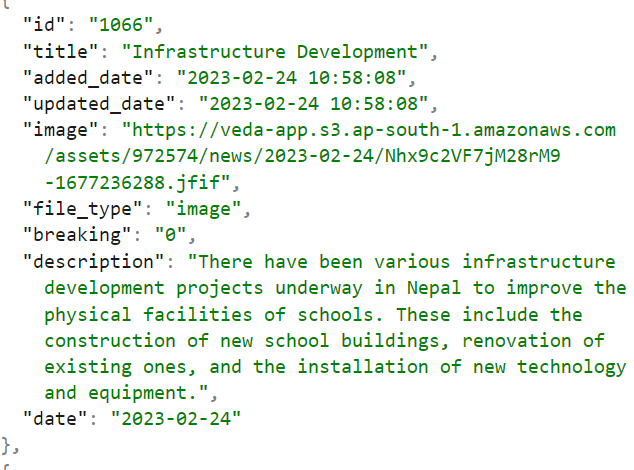 {
"id": "1066",
"title": "Infrastructure Development",
"added_date": "2023-02-24 10:58:08",
"updated_date": "2023-02-24 10:58:08",
"image": "https://veda-app.s3.ap-south-1.amazonaws.com
/assets/972574/news/2023-02-24/Nhx9c2VF7jM28rM9
-1677236288.jfif",
"file_type": "image",
"breaking": "0",
"description": "There have been various infrastructure
development projects underway in Nepal to improve the
physical facilities of schools. These include the
construction of new school buildings, renovation of
existing ones, and the installation of new technology
and equipment.",
"date": "2023-02-24"
},
{